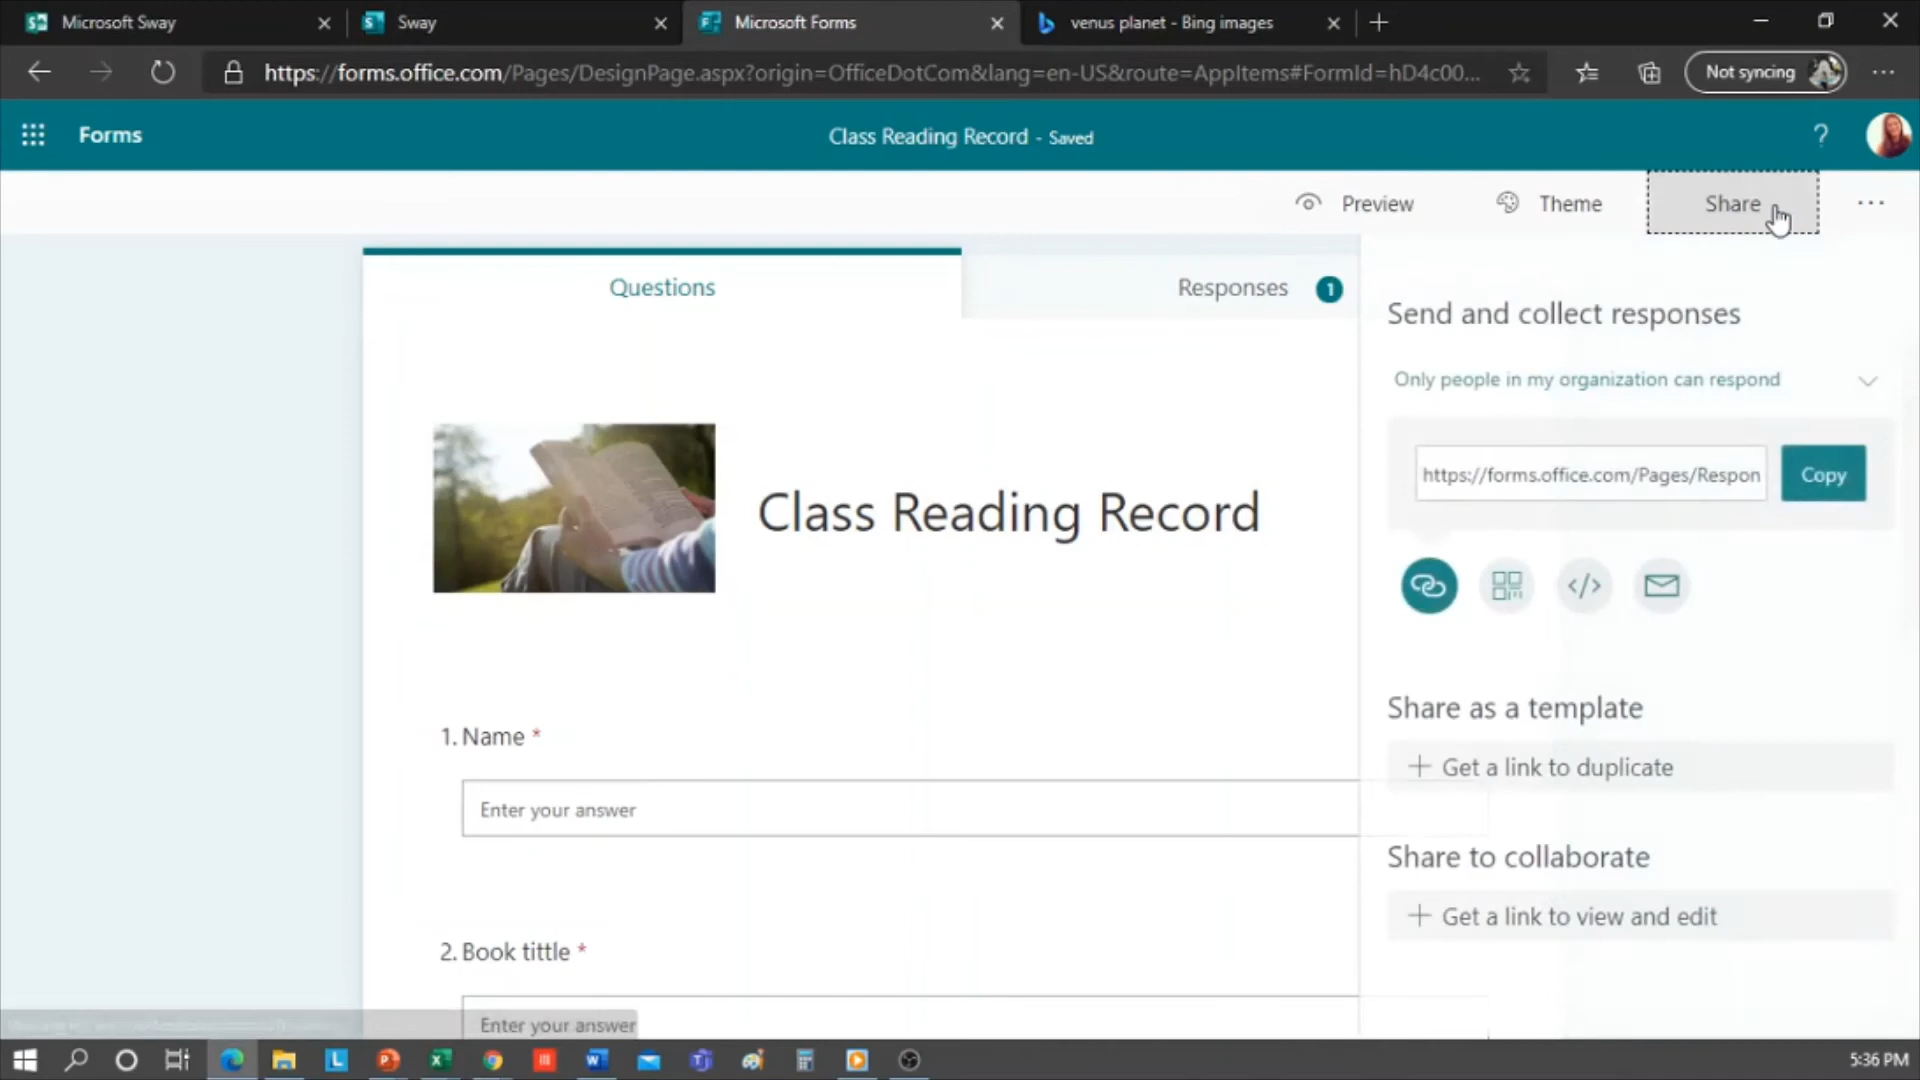 Microsoft Sway
Sway
Microsoft Forms
venus planet - Bing images
https://forms.office.com/Pages/DesignPage.aspx?origin=OfficeDotCom&lang=en-US&route=AppItems#FormId=hD4c00...
Not syncing
Forms
Class Reading Record - Saved
?
Preview
Theme
Share
Questions
Responses 1
Send and collect responses
Only people in my organization can respond
https://forms.office.com/Pages/Respon
Copy
Class Reading Record
Share as a template
Get a link to duplicate
1. Name *
Enter your answer
Share to collaborate
Get a link to view and edit
2. Book tittle *
Enter your answer
5:36 PM